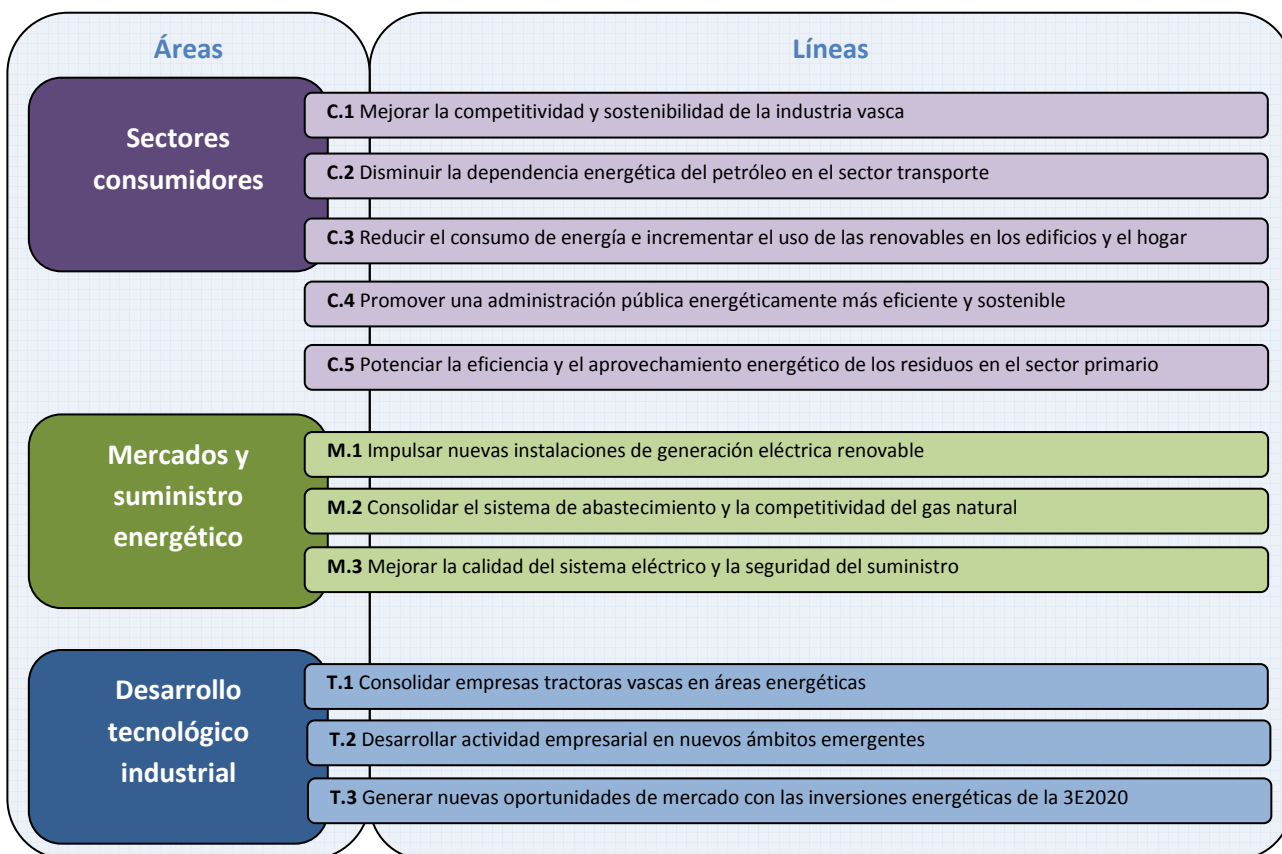 Áreas
Líneas
Sectores
consumidores
C.1 Mejorar la competitividad y sostenibilidad de la industria vasca
C.2 Disminuir la dependencia energética del petróleo en el sector transporte
C.3 Reducir el consumo de energía e incrementar el uso de las renovables en los edificios y el hogar
C.4 Promover una administración pública energéticamente más eficiente y sostenible
C.5 Potenciar la eficiencia y el aprovechamiento energético de los residuos en el sector primario
Mercados y
suministro
energético
M.1 Impulsar nuevas instalaciones de generación eléctrica renovable
M.2 Consolidar el sistema de abastecimiento y la competitividad del gas natural
M.3 Mejorar la calidad del sistema eléctrico y la seguridad del suministro
Desarrollo
tecnológico
industrial
T.1 Consolidar empresas tractoras vascas en áreas energéticas
T.2 Desarrollar actividad empresarial en nuevos ámbitos emergentes
T.3 Generar nuevas oportunidades de mercado con las inversiones energéticas de la 3E2020